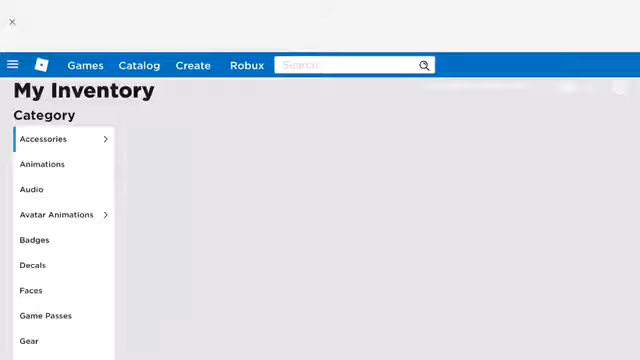 Games Catalog Create Robux Search
My Inventory
Category
Accessories
Animations
Audio
Avatar Animations
Badges
Decals
Faces
Game Passes
Gear